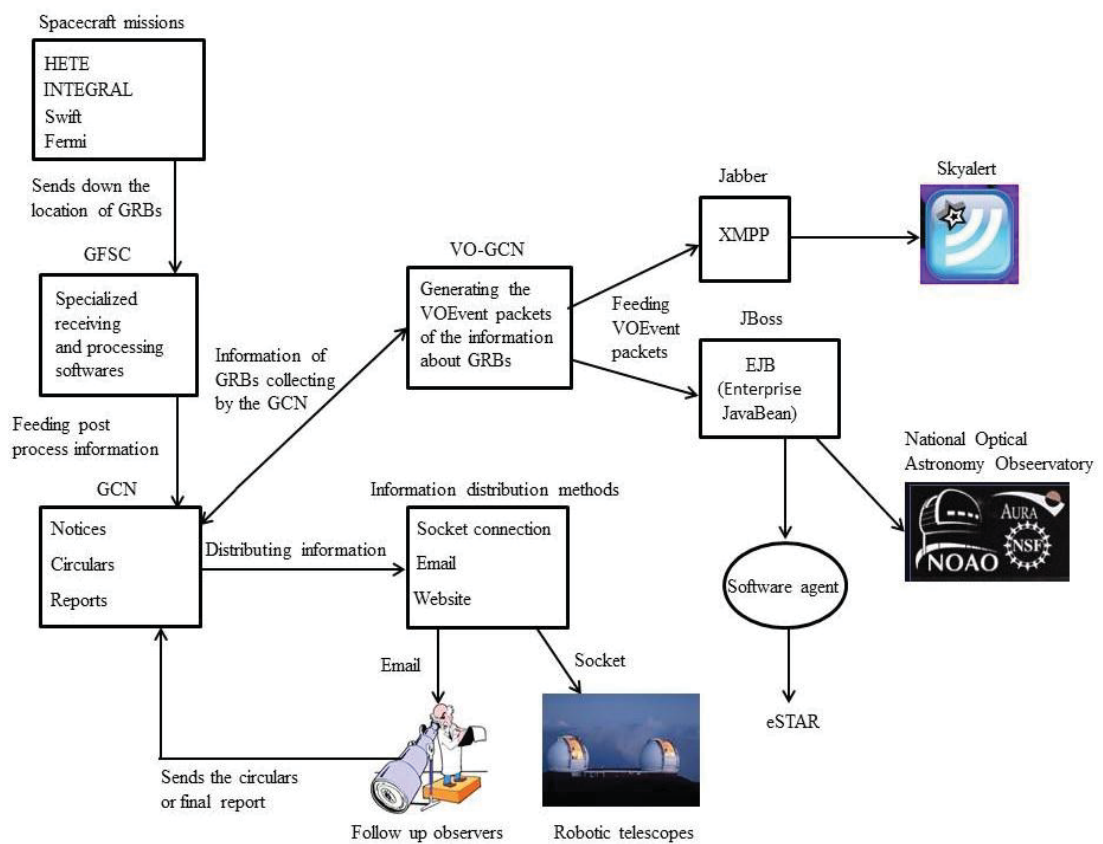 Spacecraft missions
HETE
INTEGRAL
Swift
Fermi
Sends down the
location of GRBs
GFSC
Specialized
receiving
and processing
softwares
Feeding post
process information
GCN
Notices
Circulars
Reports
Information of
GRBs collecting
by the GCN
VO-GCN
Generating the
VOEvent packets
of the information
about GRBs
Feeding
VOEvent
packets
Jabber
XMPP
Skyalert
JBoss
EJB
(Enterprise
JavaBean)
National Optical
Astronomy Obseervatory
AURA
NSF
NOAO
Software agent
eSTAR
Distributing information
Information distribution methods
Socket connection
Email
Website
Email
Socket
Sends the circulars
or final report
Follow up observers
Robotic telescopes